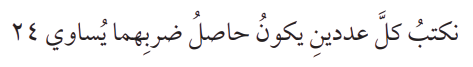 نكتبُ كلَّ عددينِ يكونُ حاصلُ ضربِهما يُساوي ٢٤